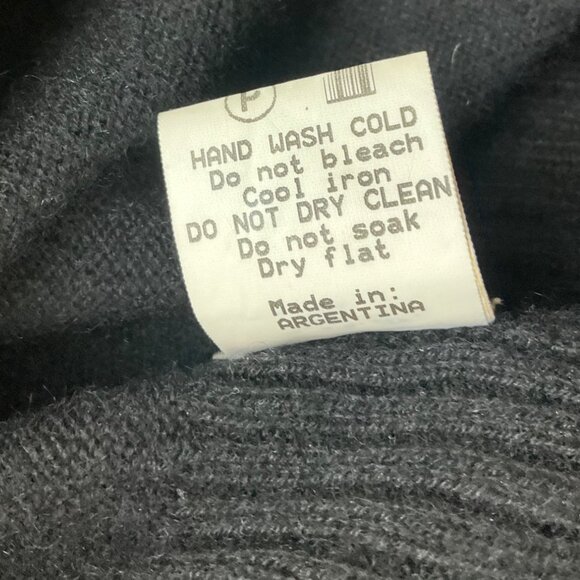 P
HAND WASH COLD
Do not bleach
Cool iron
DO NOT DRY CLEAN
Do not soak
Dry flat
Made in:
ARGENTINA